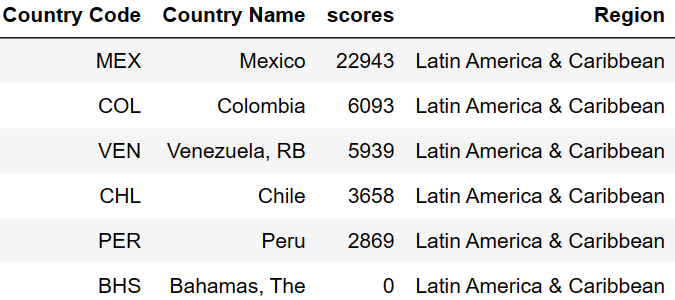 Country Code Country Name scores Region
MEX Mexico 22943 Latin America & Caribbean
COL Colombia 6093 Latin America & Caribbean
VEN Venezuela, RB 5939 Latin America & Caribbean
CHL Chile 3658 Latin America & Caribbean
PER Peru 2869 Latin America & Caribbean
BHS Bahamas, The 0 Latin America & Caribbean